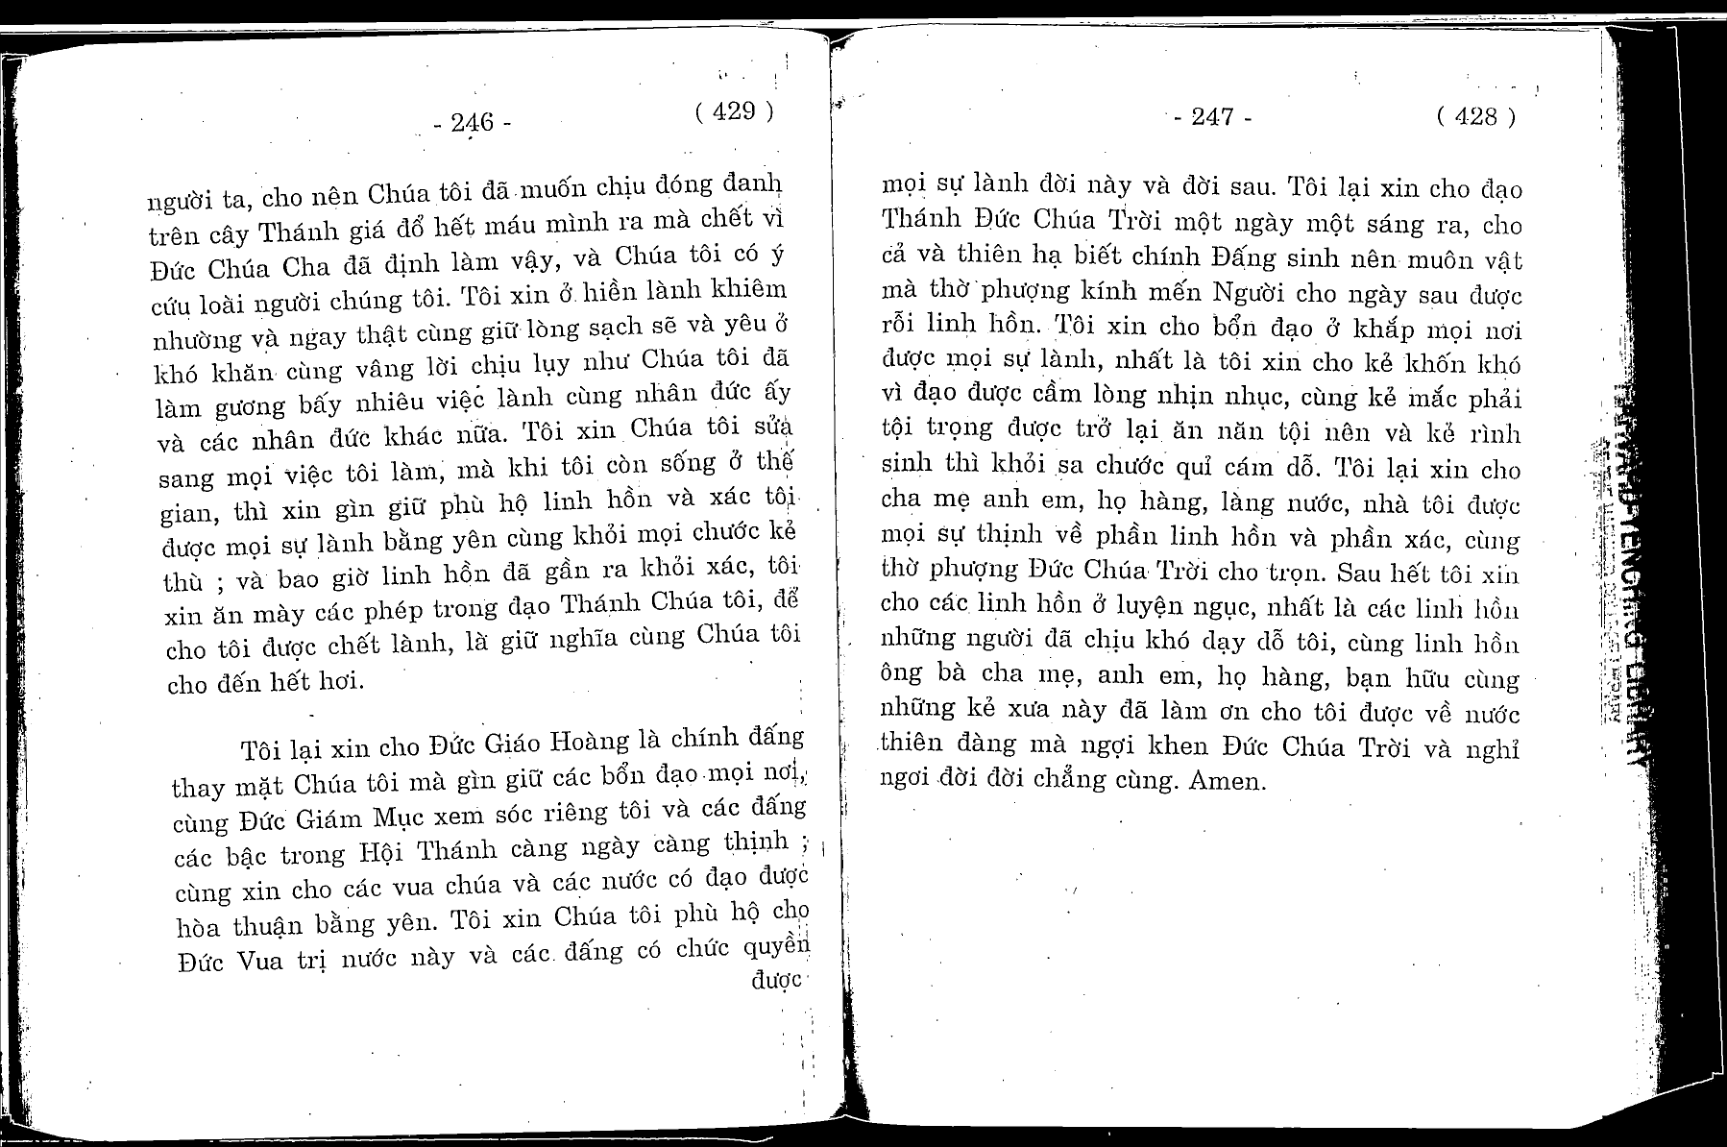 - 246 -
( 429 )
người ta, cho nên Chúa tôi đã muốn chịu đóng đanh
trên cây Thánh giá đổ hết máu mình ra mà chết vì
Đức Chúa Cha đã định làm vậy, và Chúa tôi có ý
cứu loài người chúng tôi. Tôi xin ở hiền lành khiêm
nhường và ngay thật cùng giữ lòng sạch sẽ và yêu ở
khó khăn cùng vâng lời chịu lụy như Chúa tôi đã
làm gương bấy nhiêu việc lành cùng nhân đức ấy
và các nhân đức khác nữa. Tôi xin Chúa tôi sửa
sang mọi việc tôi làm, mà khi tôi còn sống ở thế
gian, thì xin gìn giữ phù hộ linh hồn và xác tôi
được mọi sự lành bằng yên cùng khỏi mọi chước kẻ
thù ; và bao giờ linh hồn đã gần ra khỏi xác, tôi
xin ăn mày các phép trong đạo Thánh Chúa tôi, để
cho tôi được chết lành, là giữ nghĩa cùng Chúa tôi
cho đến hết hơi.
Tôi lại xin cho Đức Giáo Hoàng là chính đấng
thay mặt Chúa tôi mà gìn giữ các bổn đạo mọi nơi,
cùng Đức Giám Mục xem sóc riêng tôi và các đấng
các bậc trong Hội Thánh càng ngày càng thịnh ;
cùng xin cho các vua chúa và các nước có đạo được
hòa thuận bằng yên. Tôi xin Chúa tôi phù hộ cho
Đức Vua trị nước này và các đấng có chức quyền
được
- 247 -
( 428 )
mọi sự lành đời này và đời sau. Tôi lại xin cho đạo
Thánh Đức Chúa Trời một ngày một sáng ra, cho
cả và thiên hạ biết chính Đấng sinh nên muôn vật
mà thờ phượng kính mến Người cho ngày sau được
rỗi linh hồn. Tôi xin cho bổn đạo ở khắp mọi nơi
được mọi sự lành, nhất là tôi xin cho kẻ khốn khó
vì đạo được cầm lòng nhịn nhục, cùng kẻ mắc phải
tội trọng được trở lại ăn năn tội nên và kẻ rình
sinh thì khỏi sa chước quỉ cám dỗ. Tôi lại xin cho
cha mẹ anh em, họ hàng, làng nước, nhà tôi được
mọi sự thịnh về phần linh hồn và phần xác, cùng
thờ phượng Đức Chúa Trời cho trọn. Sau hết tôi xin
cho các linh hồn ở luyện ngục, nhất là các linh hồn
những người đã chịu khó dạy dỗ tôi, cùng linh hồn
ông bà cha mẹ, anh em, họ hàng, bạn hữu cùng
những kẻ xưa này đã làm ơn cho tôi được về nước
thiên đàng mà ngợi khen Đức Chúa Trời và nghỉ
ngơi đời đời chẳng cùng. Amen.